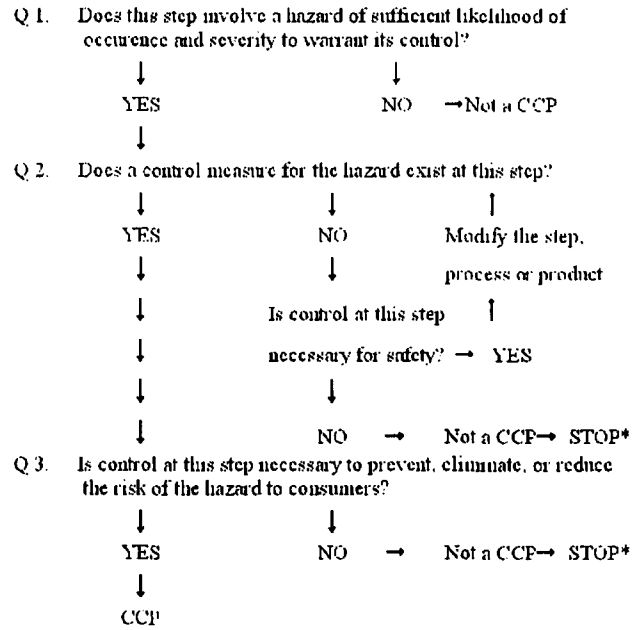 Q 1. Does this step involve a hazard of sufficient likelihood of
occurence and severity to warrant its control?
↓ ↓
YES NO →Not a CCP
↓
Q 2. Does a control measure for the hazard exist at this step?
↓ ↓ ↑
YES NO Modify the step,
↓ ↓ process or product
↓ Is control at this step ↑
↓ necessary for safety? → YES
↓ ↓
↓ NO → Not a CCP→ STOP*
Q 3. Is control at this step necessary to prevent, eliminate, or reduce
the risk of the hazard to consumers?
↓ ↓
YES NO → Not a CCP→ STOP*
↓
CCP